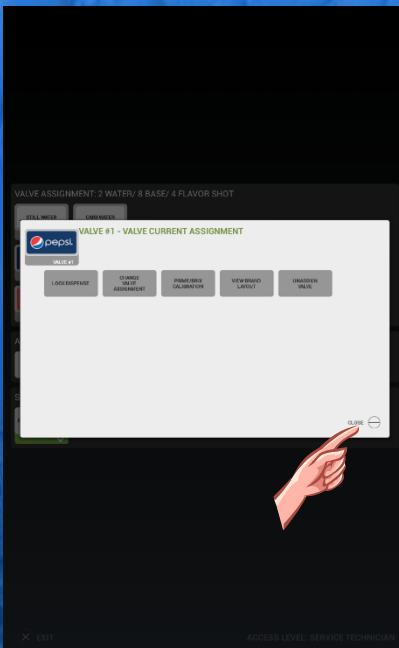 VALVE ASSIGNMENT: 2 WATER/ 8 BASE/ 4 FLAVOR SHOT
STILL WATER
CARB WATER
VALVE #1 - VALVE CURRENT ASSIGNMENT
pepsi
VALVE #1
LOCK DISPENSE
CHANGE
VALVE
ASSIGNMENT
PRIME/BRIX
CALIBRATION
VIEW BRAND
LAYOUT
UNASSIGN
VALVE
A
S
CLOSE
X EXIT
ACCESS LEVEL: SERVICE TECHNICIAN